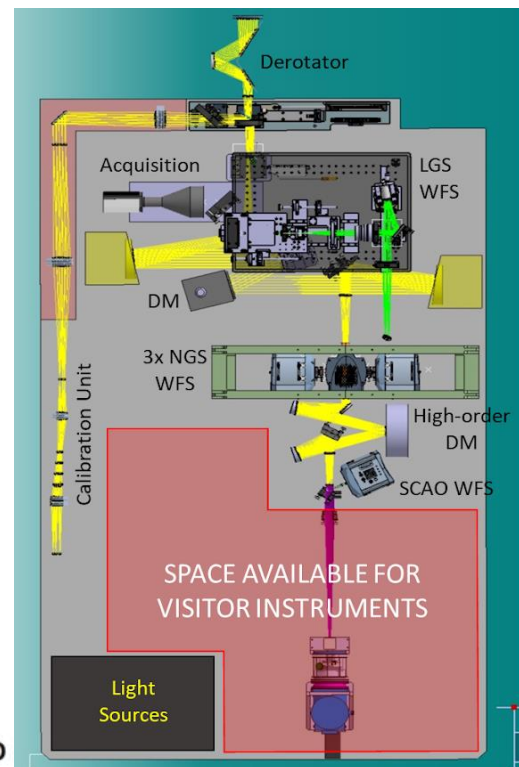 Derotator
Acquisition
LGS
WFS
DM
3x NGS
WFS
Calibration Unit
High-order
DM
SCAO WFS
SPACE AVAILABLE FOR
VISITOR INSTRUMENTS
Light
Sources